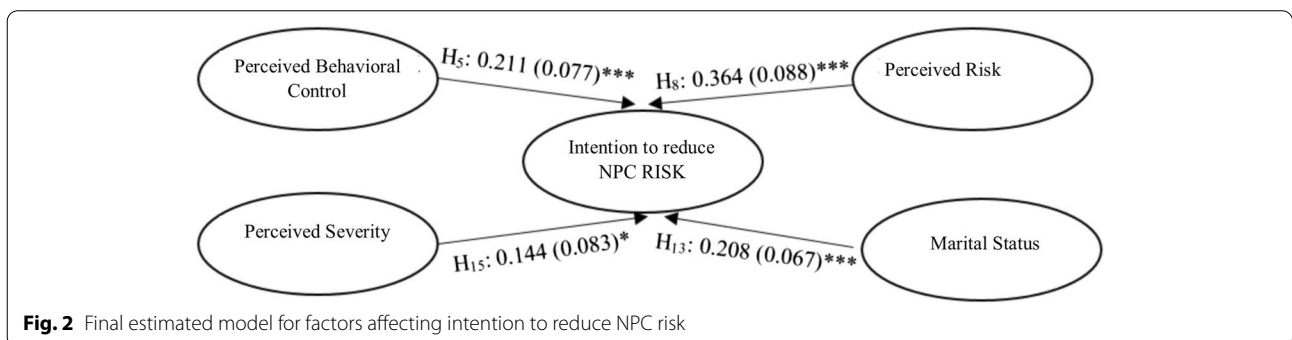 Perceived Behavioral
Control
H5: 0.211 (0.077)***
H8: 0.364 (0.088)***
Perceived Risk
Intention to reduce
NPC RISK
Perceived Severity
H15: 0.144 (0.083)*
H13: 0.208 (0.067)***
Marital Status
Fig. 2 Final estimated model for factors affecting intention to reduce NPC risk